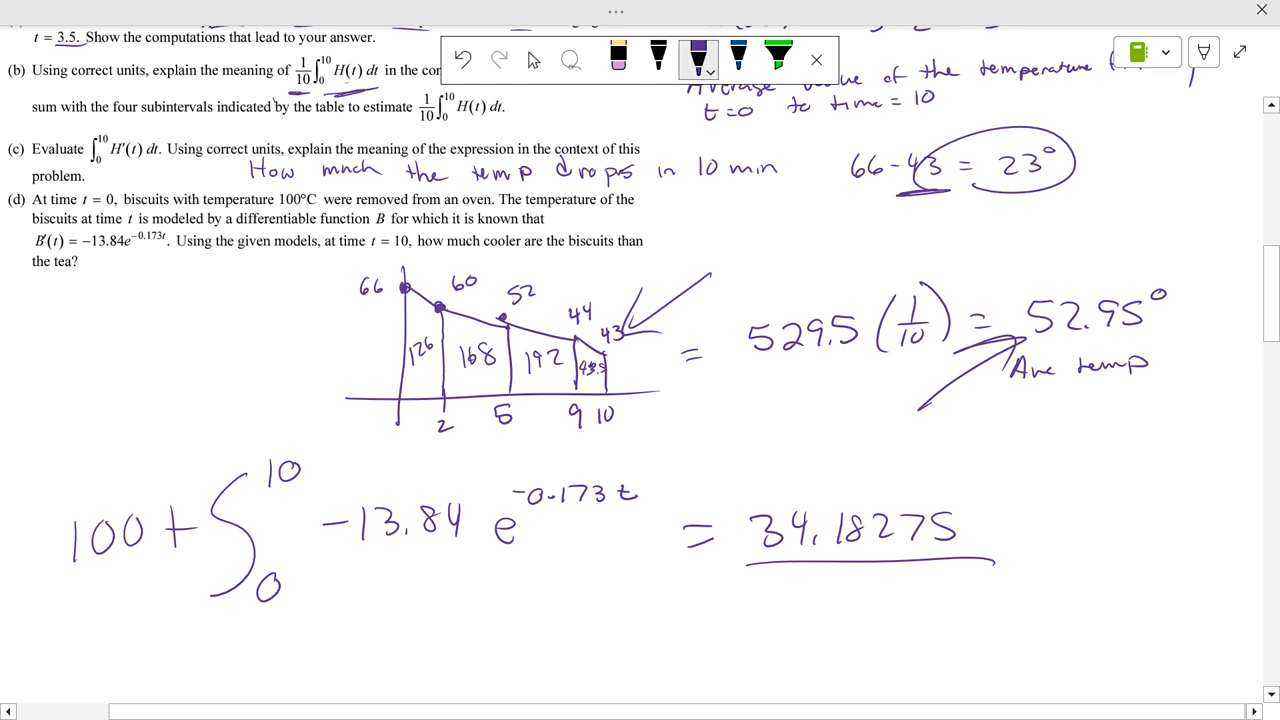 t = 3.5. Show the computations that lead to your answer.
(b) Using correct units, explain the meaning of 1/10 ∫₀¹⁰ H(t) dt in the
Average of the temperature
sum with the four subintervals indicated by the table to estimate 1/10 ∫₀¹⁰ H(t) dt.
t=0 to time = 10
(c) Evaluate ∫₀¹⁰ H′(t) dt. Using correct units, explain the meaning of the expression in the context of this
problem.
How much the temp drops in 10 min
66 - 43 = 23°
(d) At time t = 0, biscuits with temperature 100°C were removed from an oven. The temperature of the
biscuits at time t is modeled by a differentiable function B for which it is known that
B′(t) = −13.84e^−0.173t. Using the given models, at time t = 10, how much cooler are the biscuits than
the tea?
66 60 52 44 43
126 168 192 43.5
2 5 9 10
= 529.5 (1/10) = 52.95°
Ave temp
100 + ∫₀¹⁰ -13.84 e^-0.173t = 34.18275